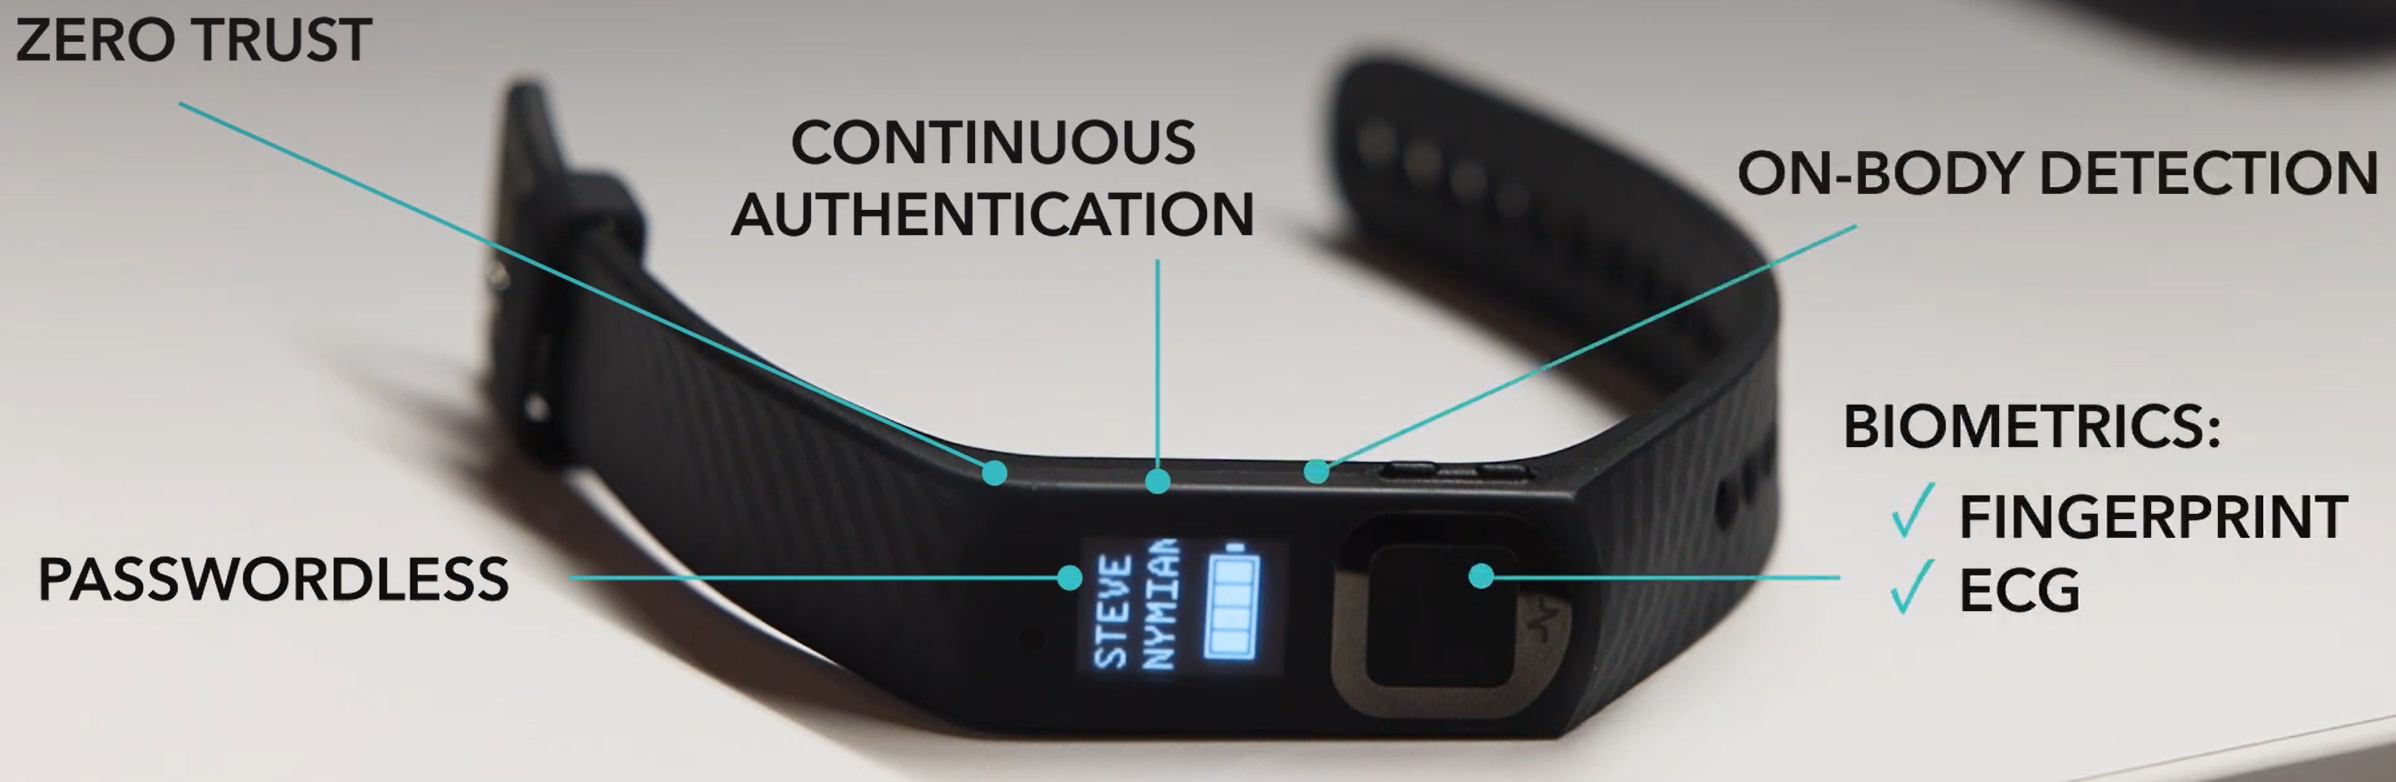 ZERO TRUST
CONTINUOUS
AUTHENTICATION
ON-BODY DETECTION
BIOMETRICS:
✓ FINGERPRINT
✓ ECG
PASSWORDLESS
STEVE
NYMIAN